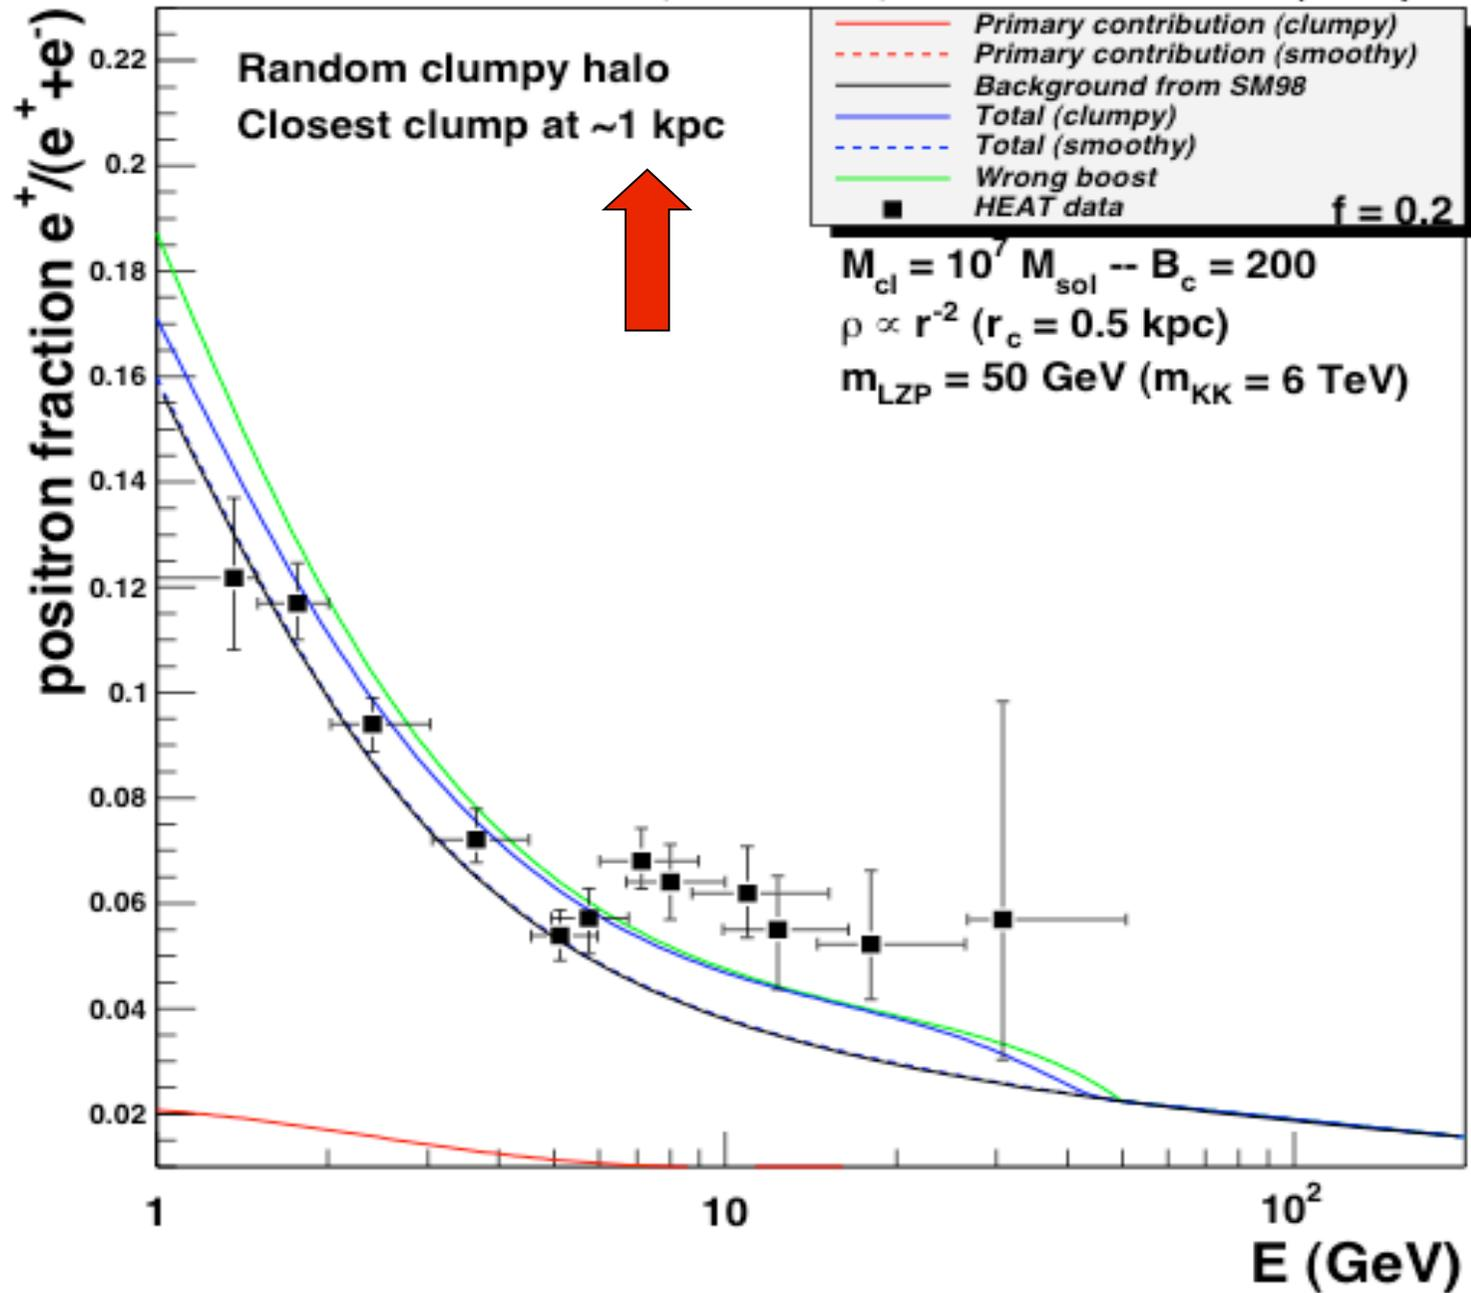 Primary contribution (clumpy)
Primary contribution (smoothy)
Background from SM98
Total (clumpy)
Total (smoothy)
Wrong boost
HEAT data
f = 0.2
Random clumpy halo
Closest clump at ~1 kpc
M_cl = 10^7 M_sol -- B_c = 200
ρ ∝ r^-2 (r_c = 0.5 kpc)
m_LZP = 50 GeV (m_KK = 6 TeV)
positron fraction e^+/(e^+ +e^-)
0.22
0.2
0.18
0.16
0.14
0.12
0.1
0.08
0.06
0.04
0.02
1
10
10^2
E (GeV)